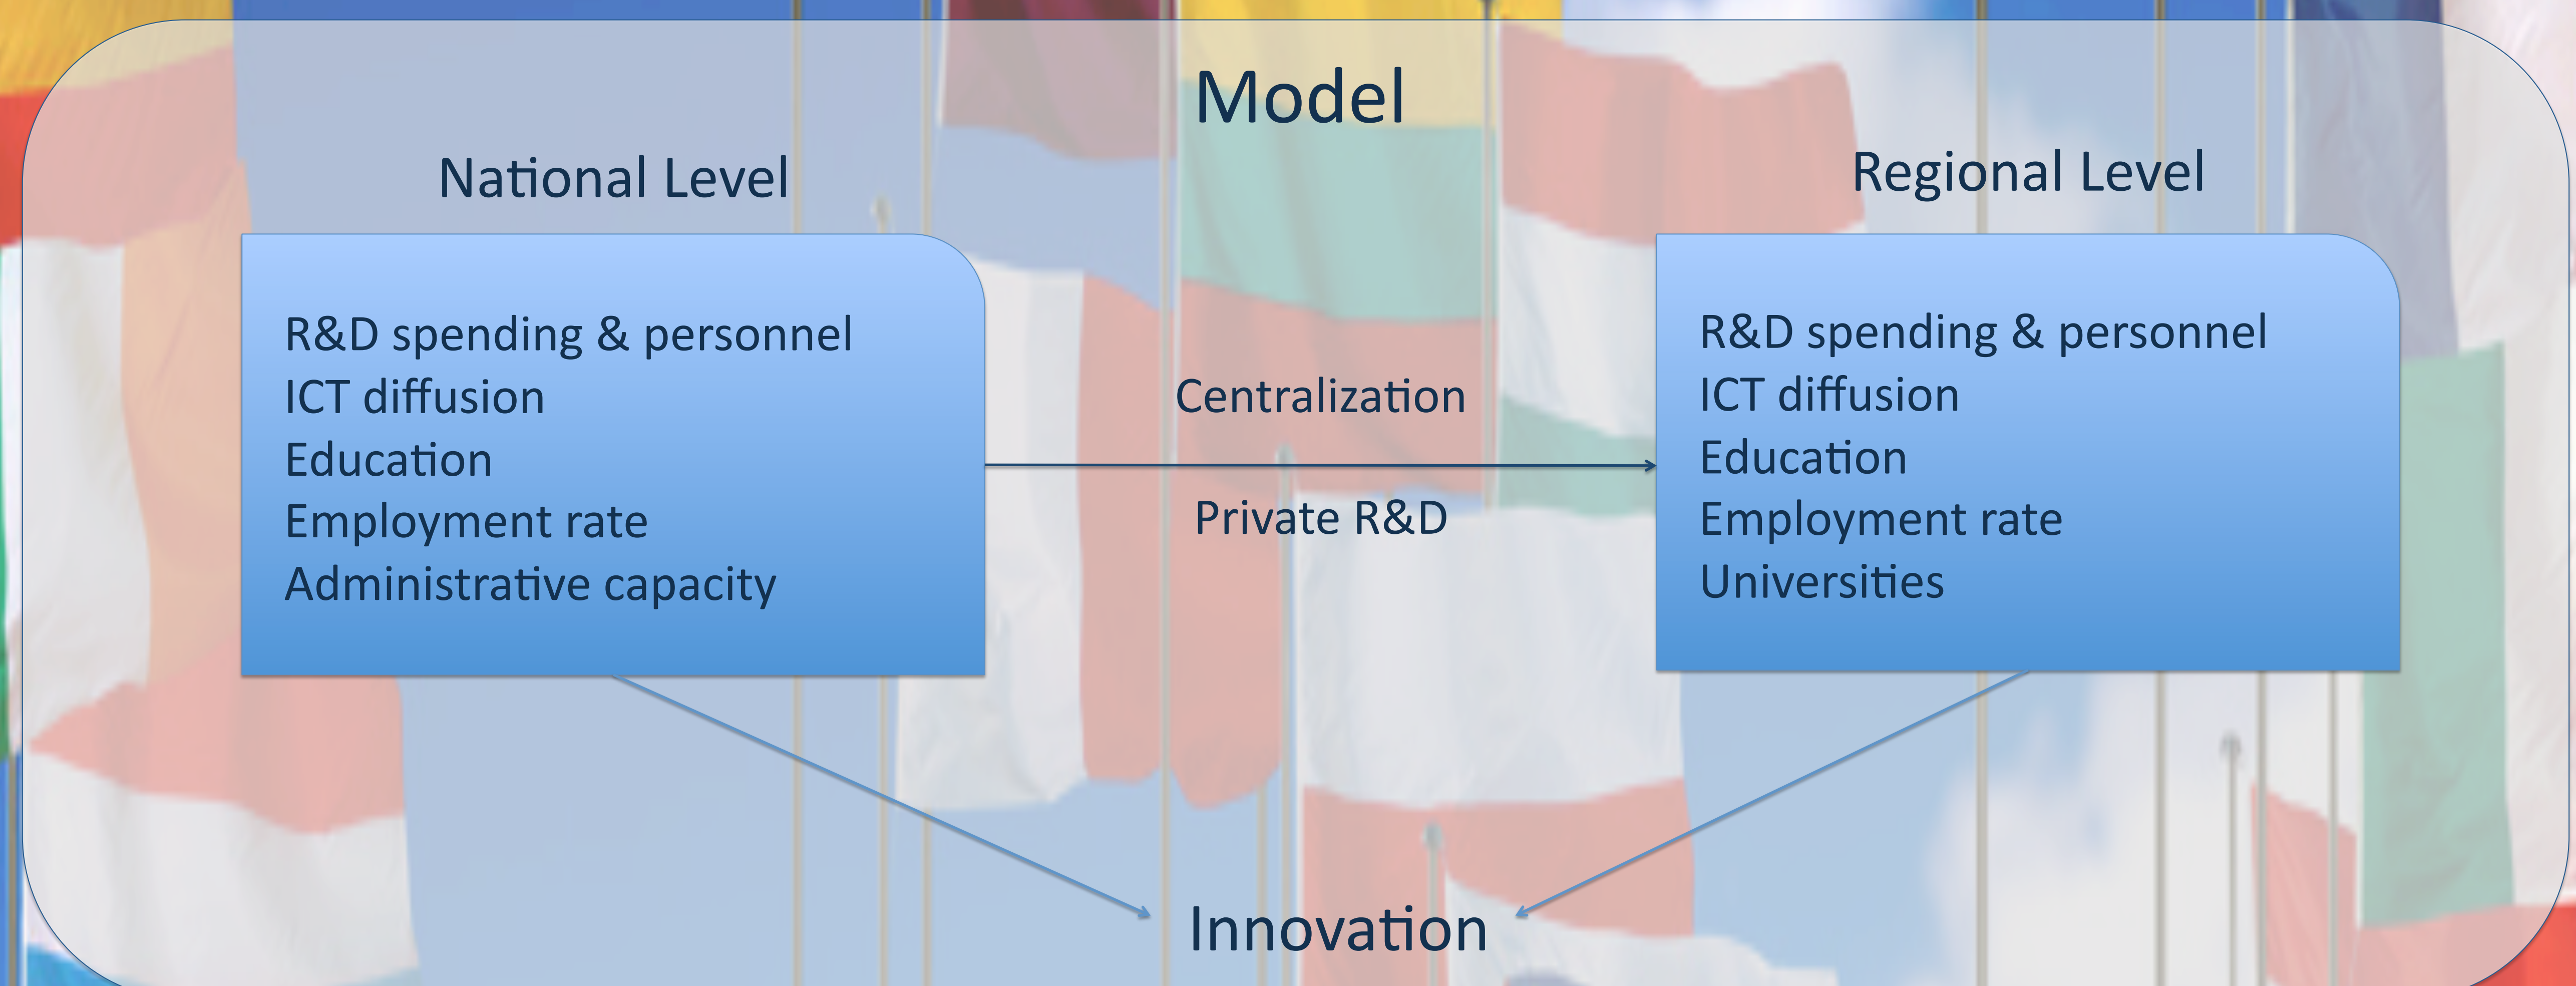 Model
National Level
R&D spending & personnel
ICT diffusion
Education
Employment rate
Administrative capacity
Centralization
Private R&D
Regional Level
R&D spending & personnel
ICT diffusion
Education
Employment rate
Universities
Innovation